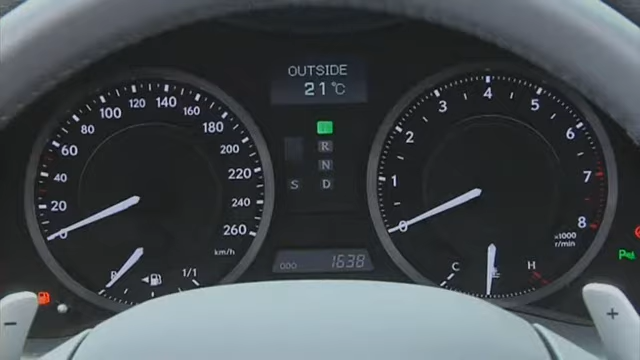 OUTSIDE
21°C
R
N
S D
0 20 40 60 80 100 120 140 160 180 200 220 240 260
km/h
0 1 2 3 4 5 6 7 8
x1000
r/min
1/1
C H
ODO 1638
- +